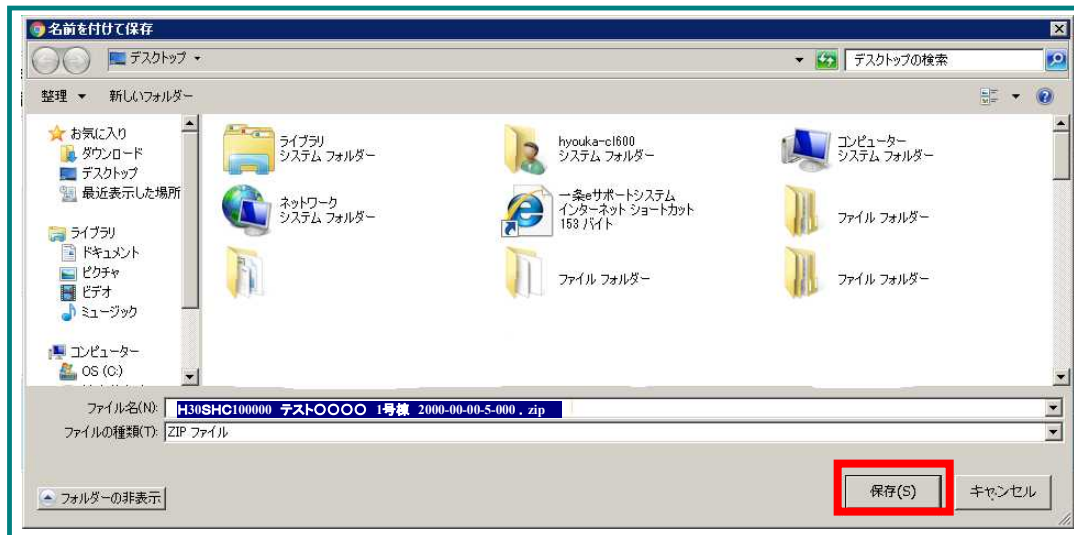 名前を付けて保存
デスクトップ
デスクトップの検索
整理
新しいフォルダー
お気に入り
ダウンロード
デスクトップ
最近表示した場所
ライブラリ
ドキュメント
ピクチャ
ビデオ
ミュージック
コンピューター
OS (C:)
ライブラリ
システム フォルダー
hyouka-cl600
システム フォルダー
コンピューター
システム フォルダー
ネットワーク
システム フォルダー
一条eサポートシステム
インターネット ショートカット
153 バイト
ファイル フォルダー
ファイル フォルダー
ファイル フォルダー
ファイル名(N):
H30SHC100000 テスト〇〇〇〇 1号棟 2000-00-00-5-000 . zip
ファイルの種類(T):
ZIP ファイル
フォルダーの非表示
保存(S)
キャンセル